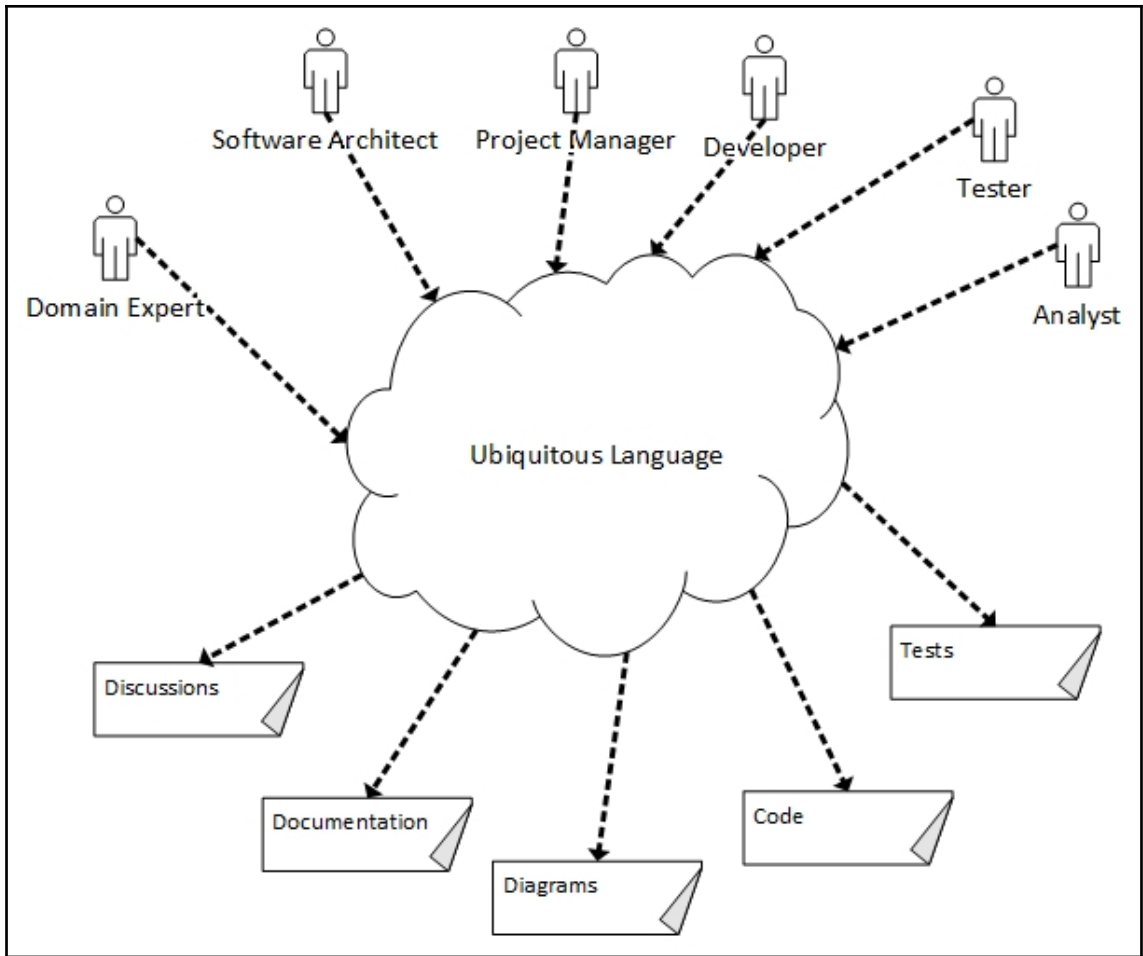 Software Architect
Project Manager
Developer
Tester
Domain Expert
Analyst
Ubiquitous Language
Discussions
Documentation
Diagrams
Code
Tests